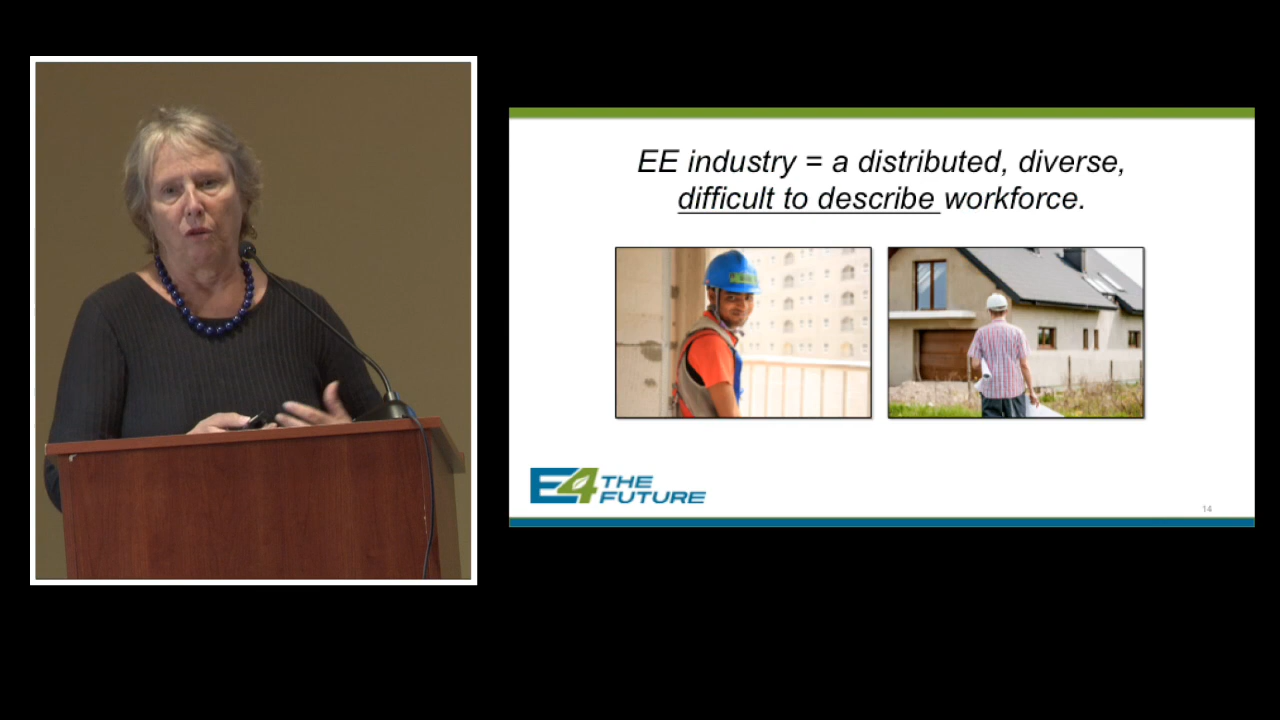 EE industry = a distributed, diverse,
difficult to describe workforce.
E4 THE
FUTURE
14